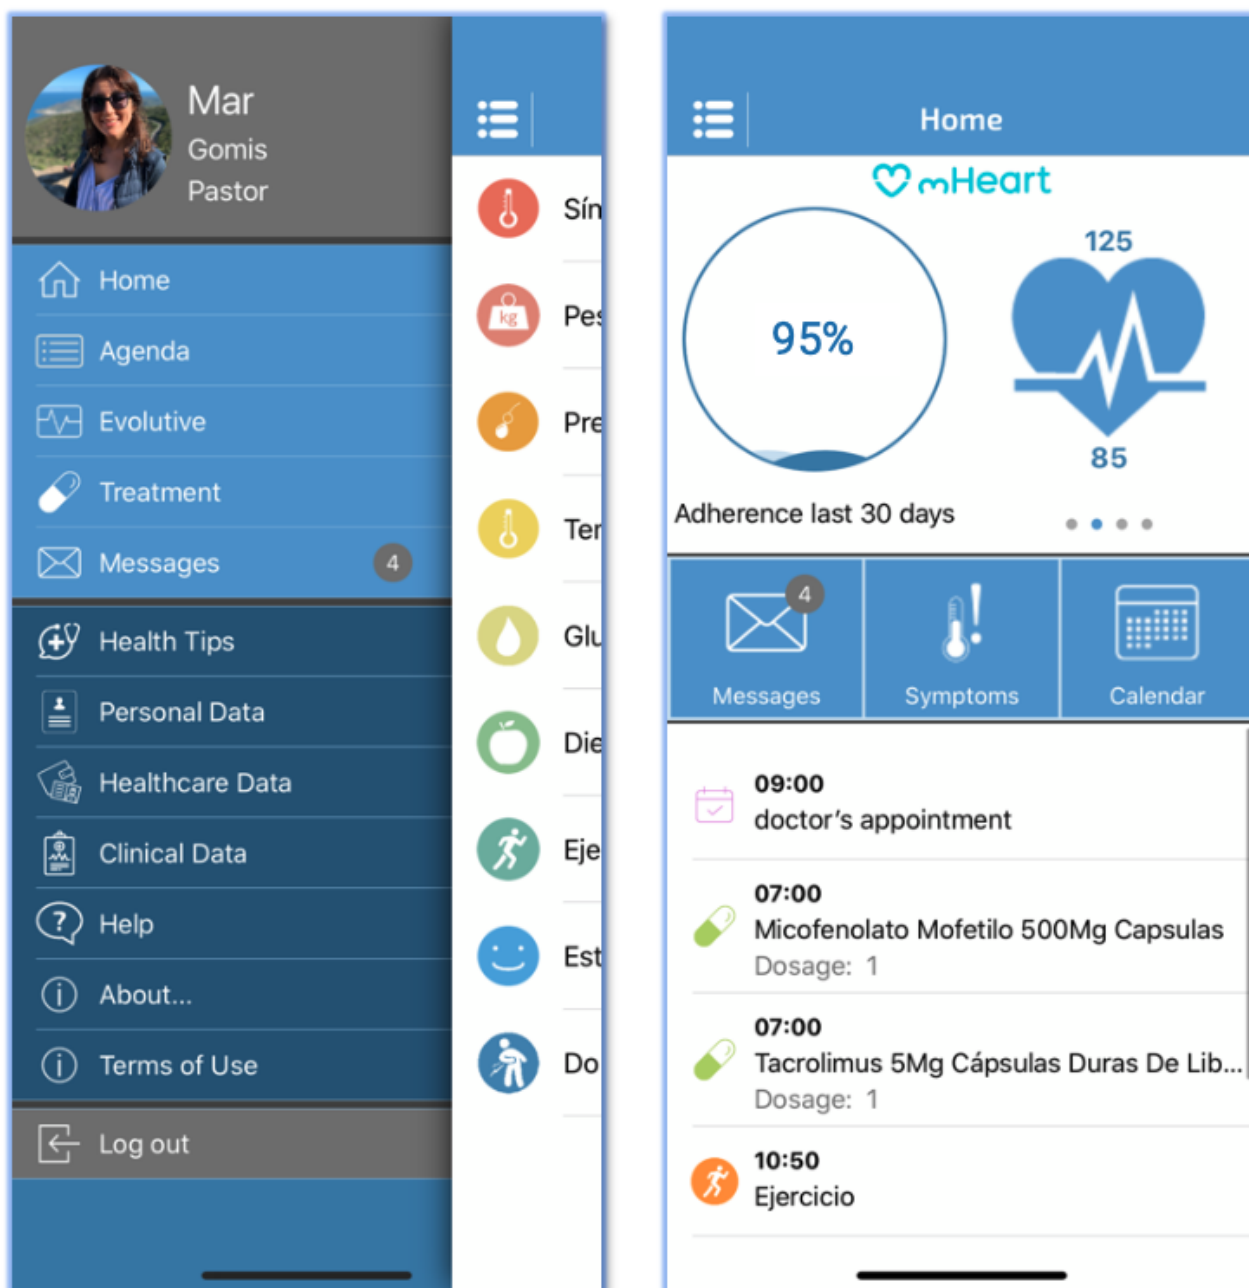 Mar
Gomis
Pastor
Home
Agenda
Evolutive
Treatment
Messages 4
Health Tips
Personal Data
Healthcare Data
Clinical Data
Help
About...
Terms of Use
Log out
Sín
kg
Pes
Pre
Ter
Glu
Die
Eje
Est
Do
Home
mHeart
125
95%
85
Adherence last 30 days
4
Messages
Symptoms
Calendar
09:00
doctor's appointment
07:00
Micofenolato Mofetilo 500Mg Capsulas
Dosage: 1
07:00
Tacrolimus 5Mg Cápsulas Duras De Lib...
Dosage: 1
10:50
Ejercicio